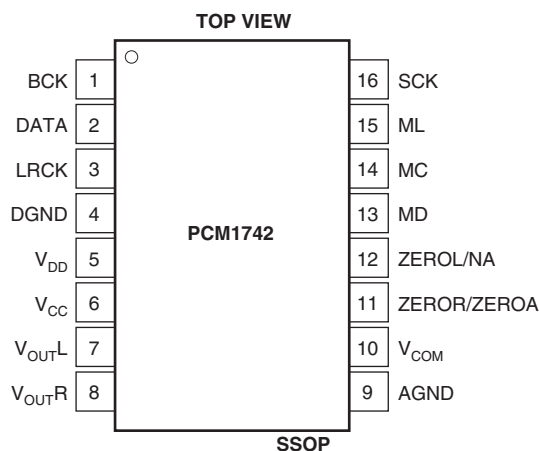 TOP VIEW
BCK 1 16 SCK
DATA 2 15 ML
LRCK 3 14 MC
DGND 4 13 MD
PCM1742
VDD 5 12 ZEROL/NA
VCC 6 11 ZEROR/ZEROA
VOUTL 7 10 VCOM
VOUTR 8 9 AGND
SSOP